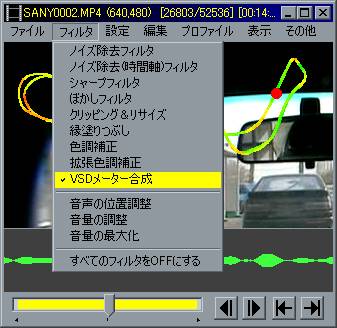 SANY0002.MP4 (640,480) [26803/52536] [00:14:...
ファイル フィルタ 設定 編集 プロファイル 表示 その他
ノイズ除去フィルタ
ノイズ除去(時間軸)フィルタ
シャープフィルタ
ぼかしフィルタ
クリッピング＆リサイズ
縁塗りつぶし
色調補正
拡張色調補正
VSDメーター合成
音声の位置調整
音量の調整
音量の最大化
すべてのフィルタをOFFにする